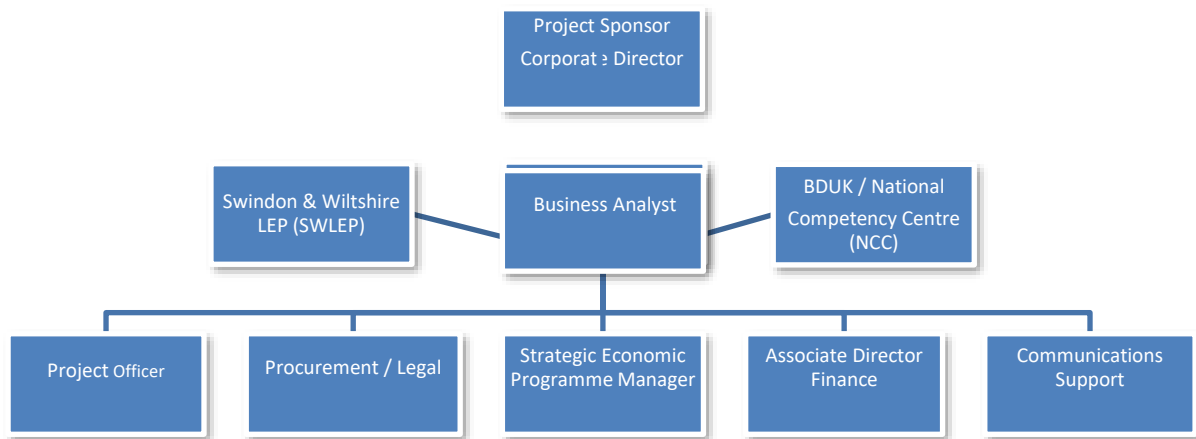 Project Sponsor
Corporate Director
Swindon & Wiltshire
LEP (SWLEP)
Business Analyst
BDUK / National
Competency Centre
(NCC)
Project Officer
Procurement / Legal
Strategic Economic
Programme Manager
Associate Director
Finance
Communications
Support